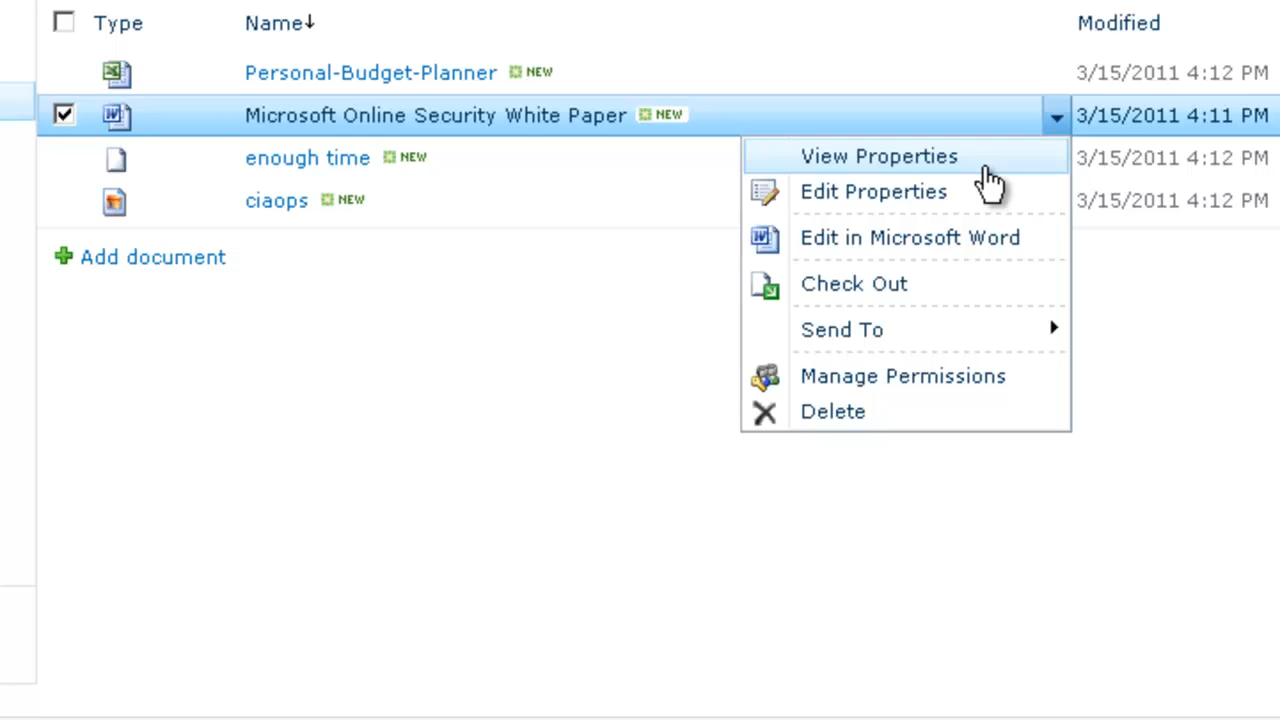 Type Name↓ Modified
Personal-Budget-Planner NEW 3/15/2011 4:12 PM
Microsoft Online Security White Paper NEW 3/15/2011 4:11 PM
enough time NEW 3/15/2011 4:12 PM
ciaops NEW 3/15/2011 4:12 PM
Add document
View Properties
Edit Properties
Edit in Microsoft Word
Check Out
Send To
Manage Permissions
Delete